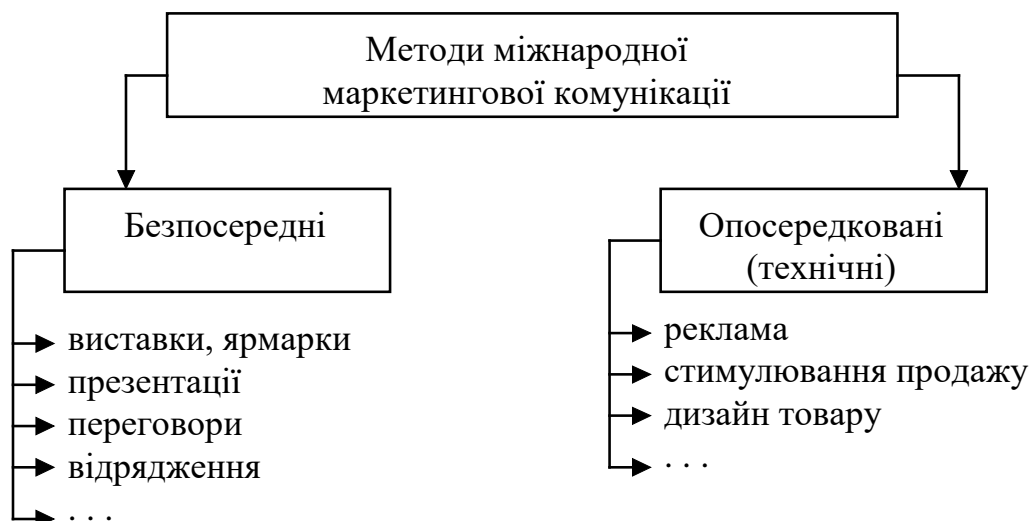 Методи міжнародної
маркетингової комунікації
Безпосередні
виставки, ярмарки
презентації
переговори
відрядження
. . .
Опосередковані
(технічні)
реклама
стимулювання продажу
дизайн товару
. . .